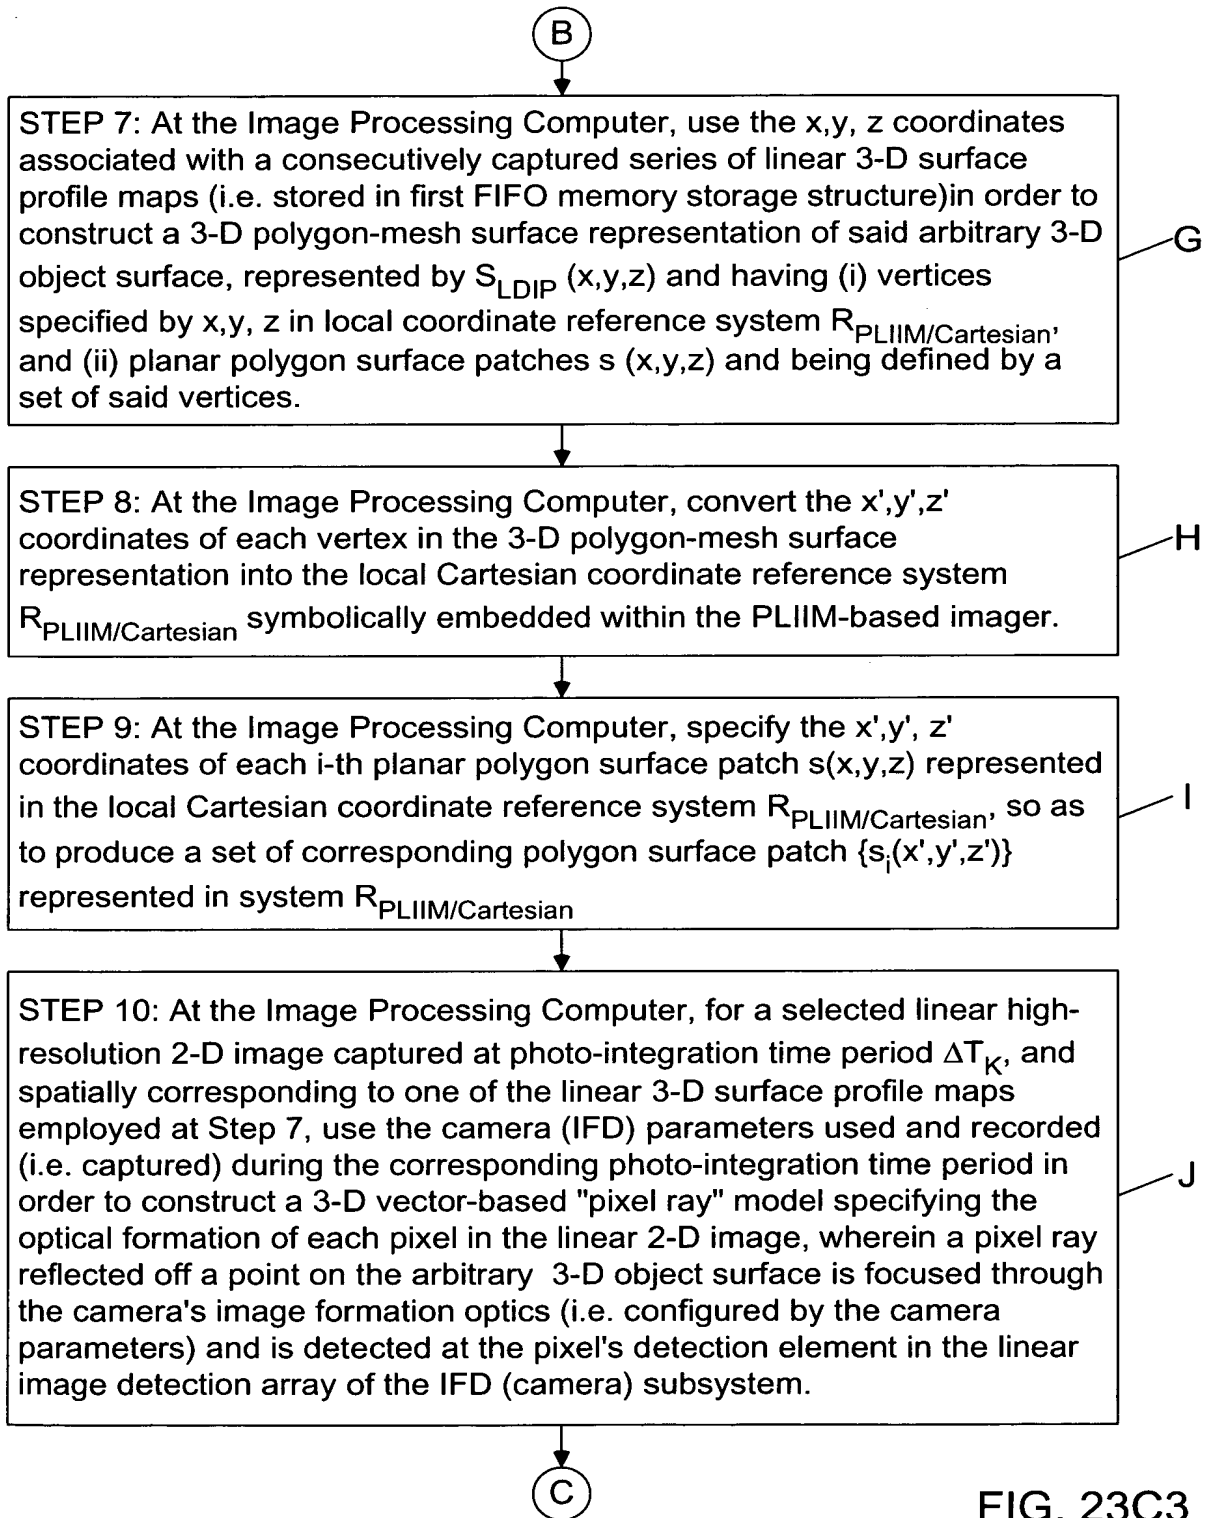 B
STEP 7: At the Image Processing Computer, use the x,y, z coordinates
associated with a consecutively captured series of linear 3-D surface
profile maps (i.e. stored in first FIFO memory storage structure)in order to
construct a 3-D polygon-mesh surface representation of said arbitrary 3-D
object surface, represented by S_LDIP (x,y,z) and having (i) vertices
specified by x,y, z in local coordinate reference system R_PLIIM/Cartesian,
and (ii) planar polygon surface patches s (x,y,z) and being defined by a
set of said vertices.
G
STEP 8: At the Image Processing Computer, convert the x',y',z'
coordinates of each vertex in the 3-D polygon-mesh surface
representation into the local Cartesian coordinate reference system
R_PLIIM/Cartesian symbolically embedded within the PLIIM-based imager.
H
STEP 9: At the Image Processing Computer, specify the x',y', z'
coordinates of each i-th planar polygon surface patch s(x,y,z) represented
in the local Cartesian coordinate reference system R_PLIIM/Cartesian, so as
to produce a set of corresponding polygon surface patch {s_i(x',y',z')}
represented in system R_PLIIM/Cartesian
I
STEP 10: At the Image Processing Computer, for a selected linear high-
resolution 2-D image captured at photo-integration time period ΔT_K, and
spatially corresponding to one of the linear 3-D surface profile maps
employed at Step 7, use the camera (IFD) parameters used and recorded
(i.e. captured) during the corresponding photo-integration time period in
order to construct a 3-D vector-based "pixel ray" model specifying the
optical formation of each pixel in the linear 2-D image, wherein a pixel ray
reflected off a point on the arbitrary 3-D object surface is focused through
the camera's image formation optics (i.e. configured by the camera
parameters) and is detected at the pixel's detection element in the linear
image detection array of the IFD (camera) subsystem.
J
C
FIG. 23C3